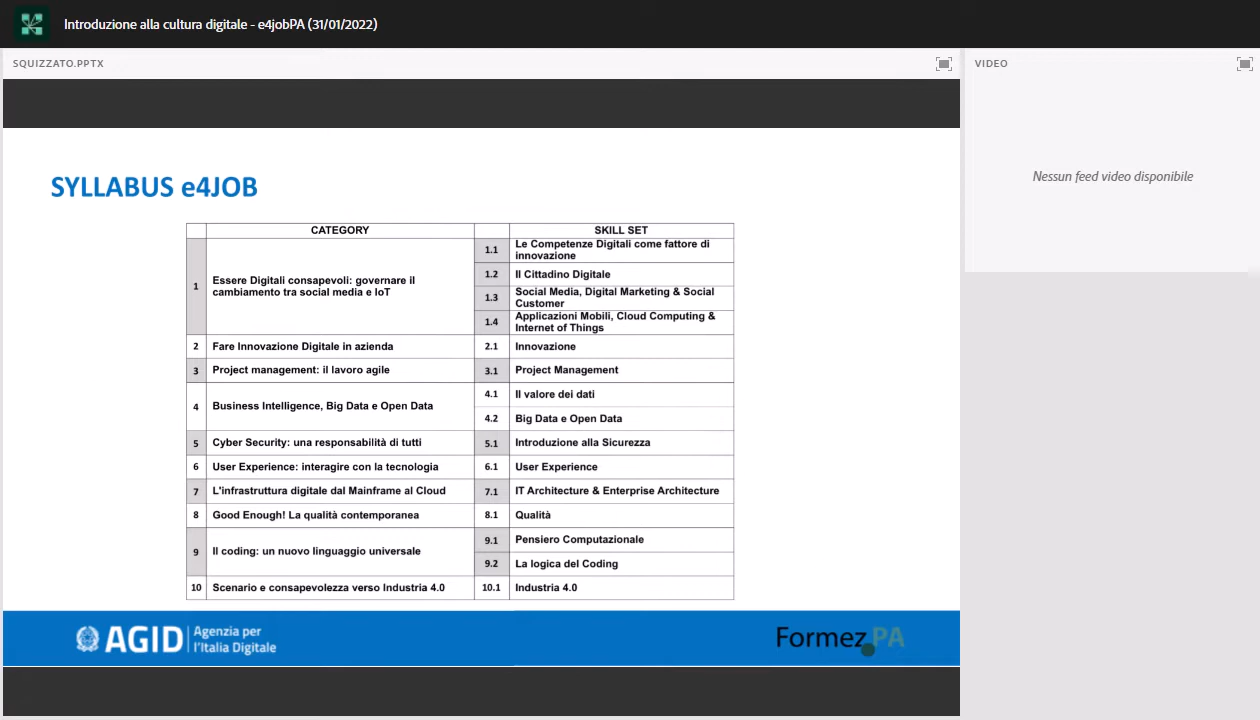 Introduzione alla cultura digitale - e4jobPA (31/01/2022)
SQUIZZATO.PPTX
VIDEO
Nessun feed video disponibile
SYLLABUS e4JOB
CATEGORY SKILL SET
1 Essere Digitali consapevoli: governare il
cambiamento tra social media e IoT
1.1 Le Competenze Digitali come fattore di
innovazione
1.2 Il Cittadino Digitale
1.3 Social Media, Digital Marketing & Social
Customer
1.4 Applicazioni Mobili, Cloud Computing &
Internet of Things
2 Fare Innovazione Digitale in azienda 2.1 Innovazione
3 Project management: il lavoro agile 3.1 Project Management
4 Business Intelligence, Big Data e Open Data
4.1 Il valore dei dati
4.2 Big Data e Open Data
5 Cyber Security: una responsabilità di tutti 5.1 Introduzione alla Sicurezza
6 User Experience: interagire con la tecnologia 6.1 User Experience
7 L'infrastruttura digitale dal Mainframe al Cloud 7.1 IT Architecture & Enterprise Architecture
8 Good Enough! La qualità contemporanea 8.1 Qualità
9 Il coding: un nuovo linguaggio universale
9.1 Pensiero Computazionale
9.2 La logica del Coding
10 Scenario e consapevolezza verso Industria 4.0 10.1 Industria 4.0
AGID Agenzia per
l'Italia Digitale
Formez PA